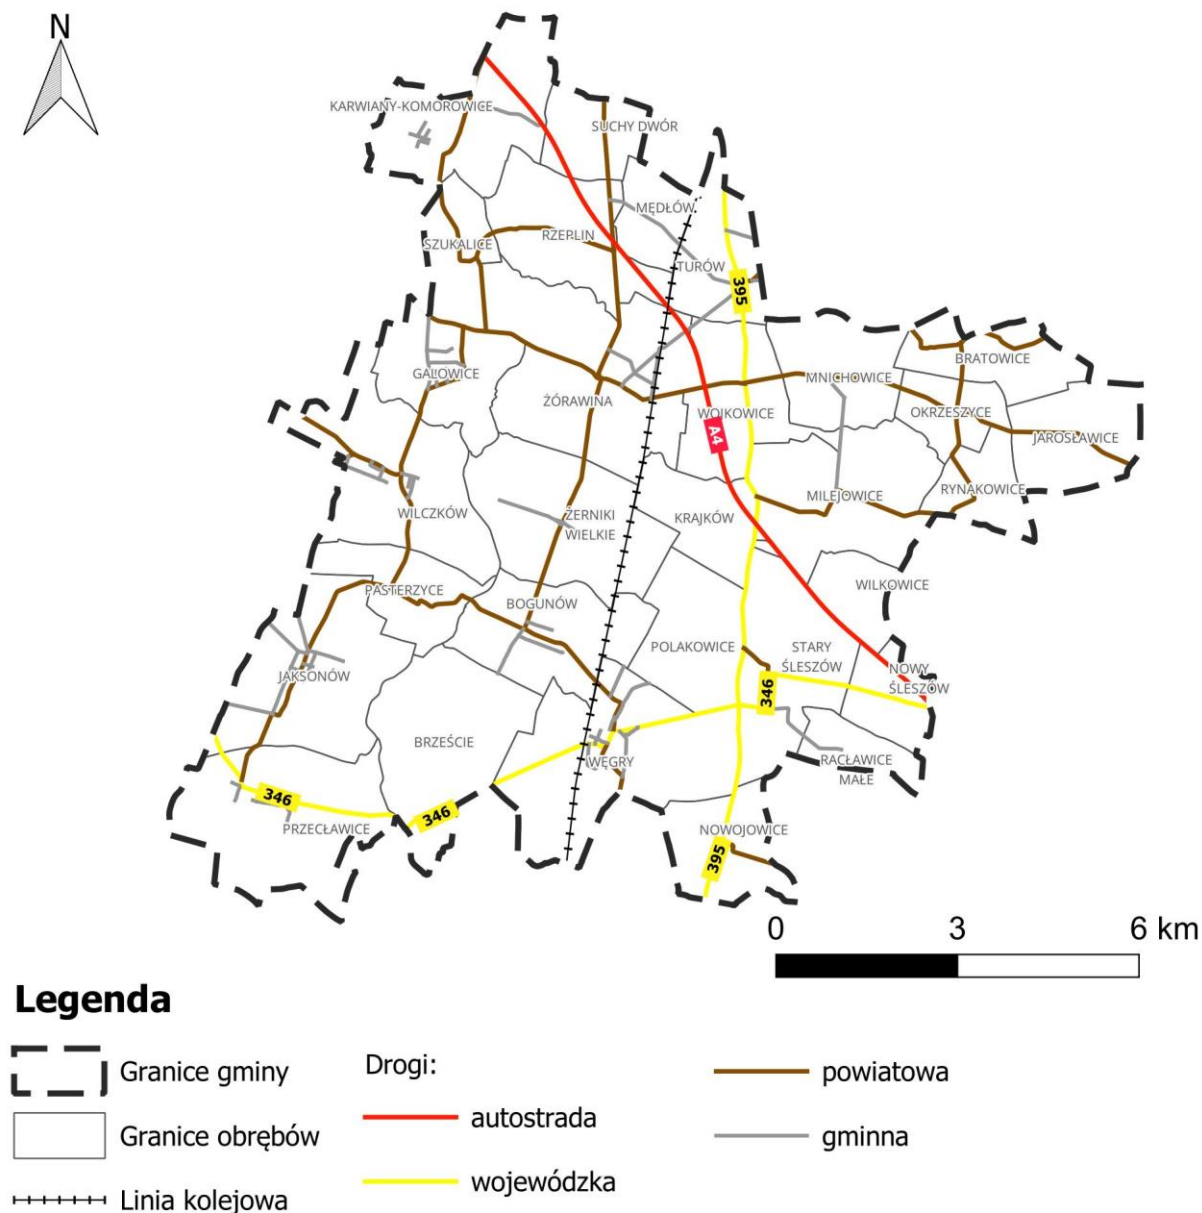 N
KARWIANY-KOMOROWICE
SUCHY DWÓR
MĘDŁÓW
SZUKALICE
RZEPLIN
TURÓW
395
BRATOWICE
GALOWICE
MNICHOWICE
ŻÓRAWINA
WOJKOWICE
OKRZESZYCE
A4
JAROSŁAWICE
RYNAKOWICE
MILEJOWICE
WILCZKÓW
ŻERNIKI
WIELKIE
KRAJKÓW
WILKOWICE
PASTERZYCE
BOGUNÓW
POLAKOWICE
STARY
ŚLESZÓW
JAKSONÓW
NOWY
ŚLESZÓW
346
BRZEŚCIE
WĘGRY
RACŁAWICE
MAŁE
346
346
PRZECŁAWICE
NOWOJOWICE
395
0 3 6 km
Legenda
Granice gminy
Granice obrębów
Linia kolejowa
Drogi:
autostrada
wojewódzka
powiatowa
gminna